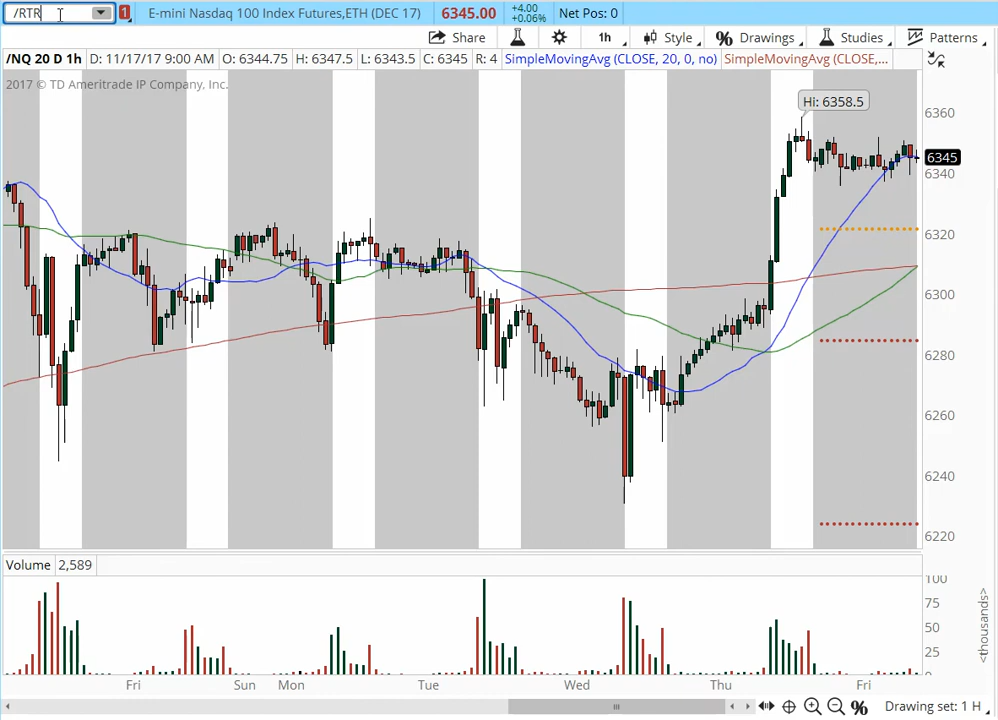 /RTR 1 E-mini Nasdaq 100 Index Futures,ETH (DEC 17) 6345.00 +4.00 +0.06% Net Pos: 0
Share 1h Style % Drawings Studies Patterns
/NQ 20 D 1h D: 11/17/17 9:00 AM O: 6344.75 H: 6347.5 L: 6343.5 C: 6345 R: 4 SimpleMovingAvg (CLOSE, 20, 0, no) SimpleMovingAvg (CLOSE,...
2017 © TD Ameritrade IP Company, Inc.
Hi: 6358.5
6360
6345
6340
6320
6300
6280
6260
6240
6220
Volume 2,589
100
75
50
25
0
<thousands>
Fri Sun Mon Tue Wed Thu Fri
% Drawing set: 1 H